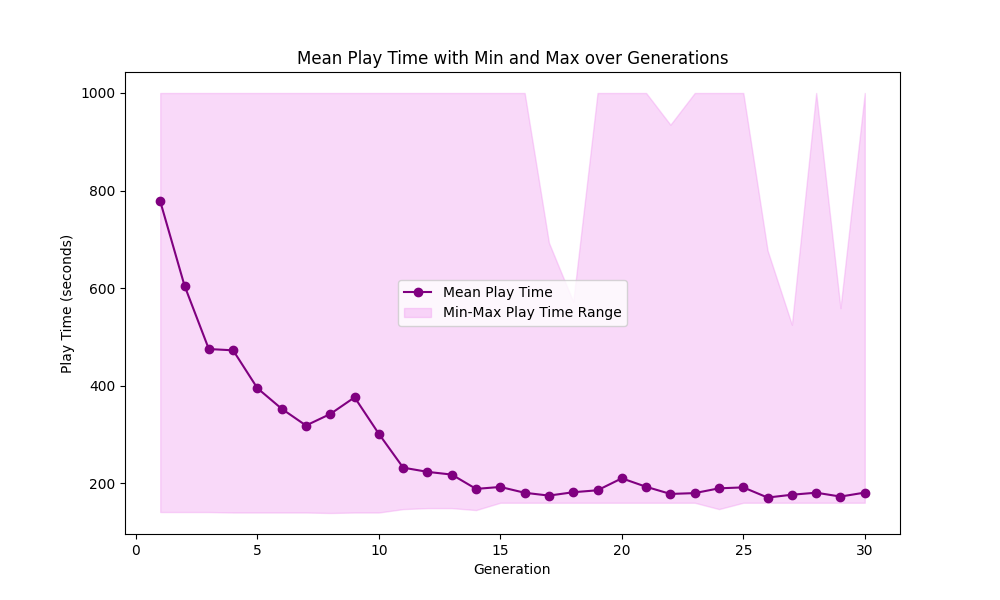 Mean Play Time with Min and Max over Generations
1000
800
600
400
200
Play Time (seconds)
Mean Play Time
Min-Max Play Time Range
0 5 10 15 20 25 30
Generation